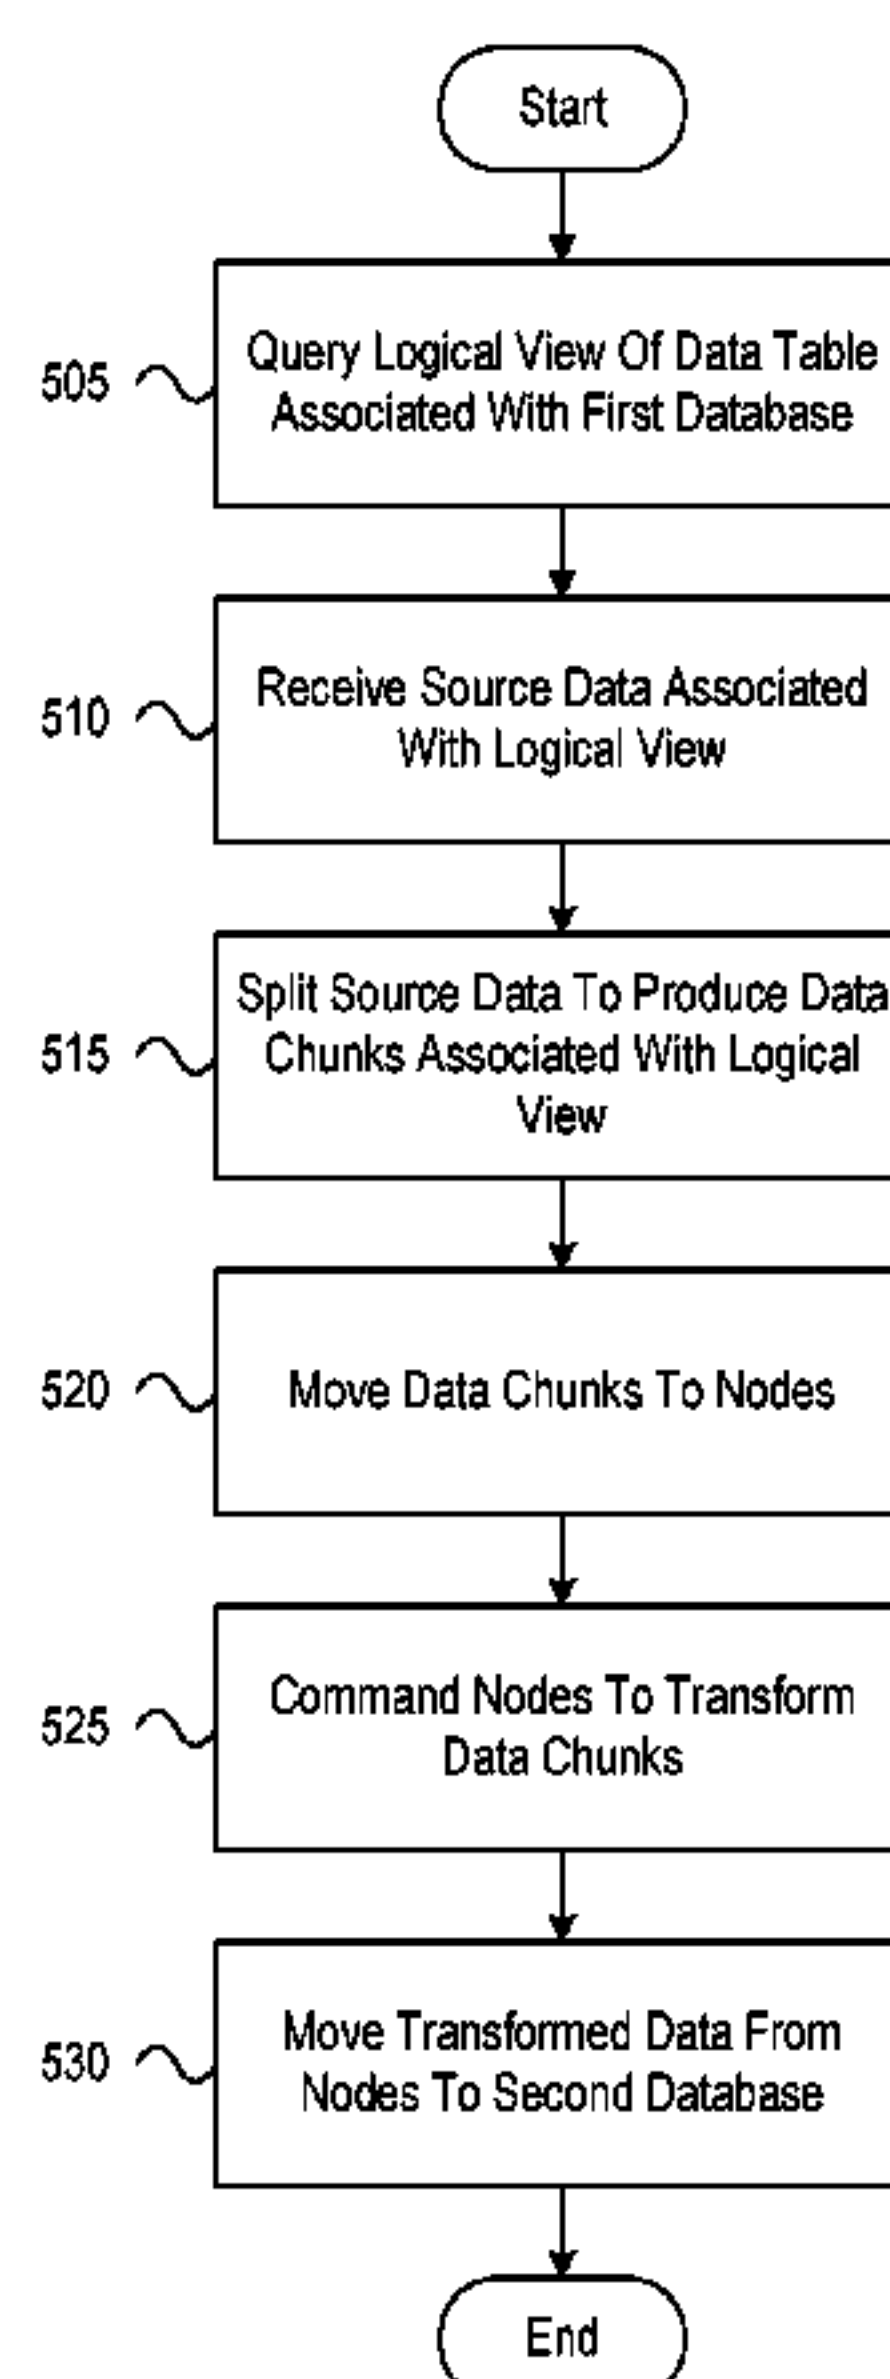 Start
505
Query Logical View Of Data Table
Associated With First Database
510
Receive Source Data Associated
With Logical View
515
Split Source Data To Produce Data
Chunks Associated With Logical
View
520
Move Data Chunks To Nodes
525
Command Nodes To Transform
Data Chunks
530
Move Transformed Data From
Nodes To Second Database
End